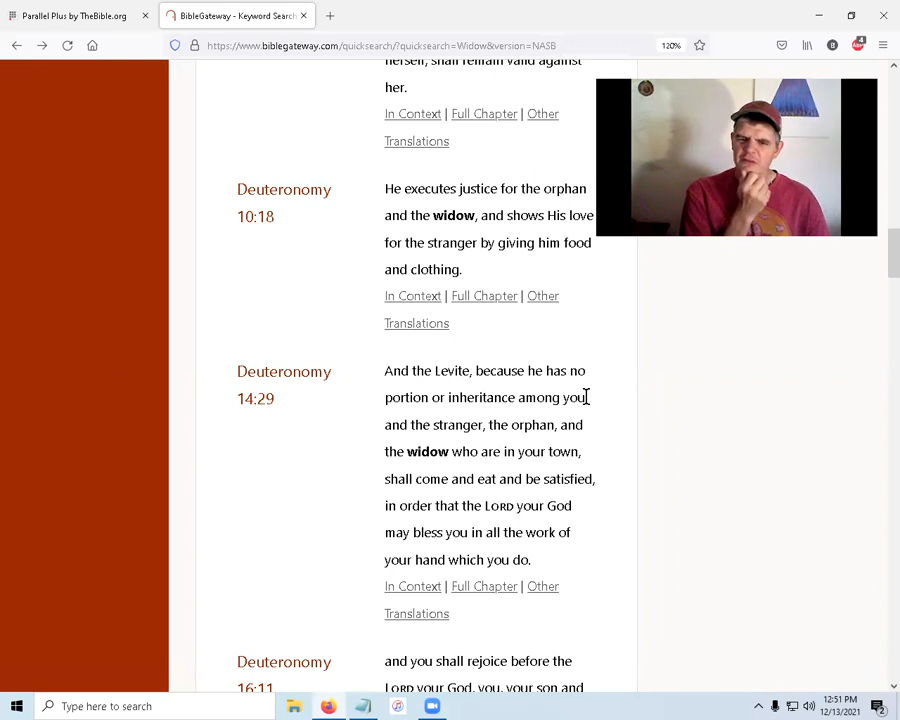 Parallel Plus by TheBible.org
BibleGateway - Keyword Search
https://www.biblegateway.com/quicksearch/?quicksearch=Widow&version=NASB
120%
4
herself, shall remain valid against
her.
In Context | Full Chapter | Other
Translations
Deuteronomy
10:18
He executes justice for the orphan
and the widow, and shows His love
for the stranger by giving him food
and clothing.
In Context | Full Chapter | Other
Translations
Deuteronomy
14:29
And the Levite, because he has no
portion or inheritance among you,
and the stranger, the orphan, and
the widow who are in your town,
shall come and eat and be satisfied,
in order that the LORD your God
may bless you in all the work of
your hand which you do.
In Context | Full Chapter | Other
Translations
Deuteronomy
16:11
and you shall rejoice before the
LORD your God, you, your son and
Type here to search
12:51 PM
12/13/2021
2